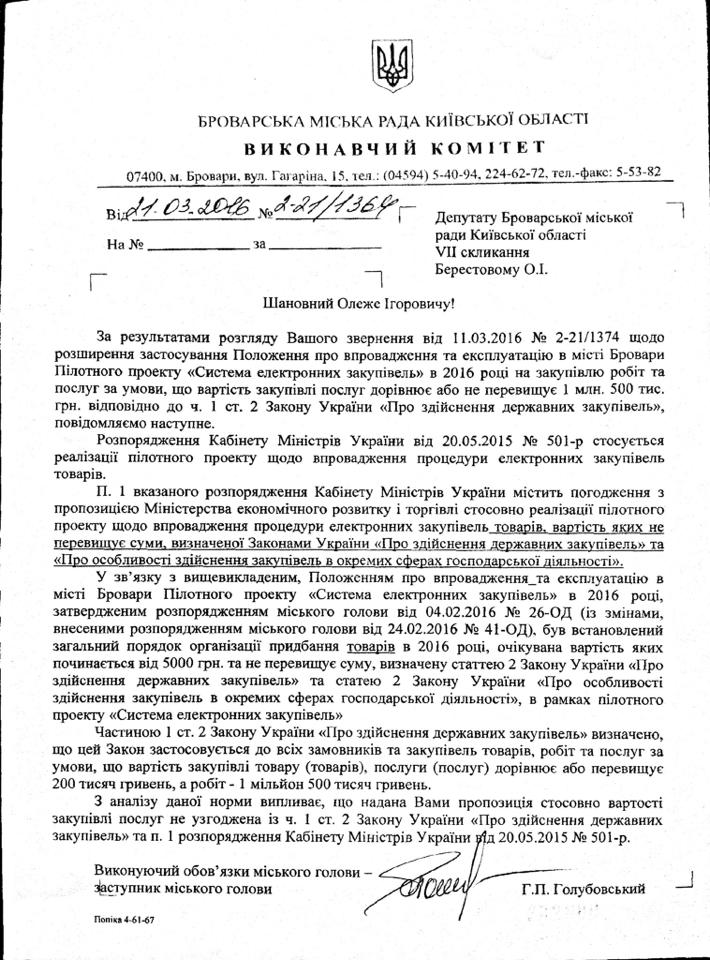 БРОВАРСЬКА МІСЬКА РАДА КИЇВСЬКОЇ ОБЛАСТІ
ВИКОНАВЧИЙ КОМІТЕТ
07400, м. Бровари, вул. Гагаріна, 15, тел.: (04594) 5-40-94, 224-62-72, тел.-факс: 5-53-82
Від 21.03.2016 № 2-21/1364
На № за
Депутату Броварської міської
ради Київської області
VII скликання
Берестовому О.І.
Шановний Олеже Ігоровичу!
За результатами розгляду Вашого звернення від 11.03.2016 № 2-21/1374 щодо
розширення застосування Положення про впровадження та експлуатацію в місті Бровари
Пілотного проекту «Система електронних закупівель» в 2016 році на закупівлю робіт та
послуг за умови, що вартість закупівлі послуг дорівнює або не перевищує 1 млн. 500 тис.
грн. відповідно до ч. 1 ст. 2 Закону України «Про здійснення державних закупівель»,
повідомляємо наступне.
Розпорядження Кабінету Міністрів України від 20.05.2015 № 501-р стосується
реалізації пілотного проекту щодо впровадження процедури електронних закупівель
товарів.
П. 1 вказаного розпорядження Кабінету Міністрів України містить погодження з
пропозицією Міністерства економічного розвитку і торгівлі стосовно реалізації пілотного
проекту щодо впровадження процедури електронних закупівель товарів, вартість яких не
перевищує суми, визначеної Законами України «Про здійснення державних закупівель» та
«Про особливості здійснення закупівель в окремих сферах господарської діяльності».
У зв’язку з вищевикладеним, Положенням про впровадження та експлуатацію в
місті Бровари Пілотного проекту «Система електронних закупівель» в 2016 році,
затвердженим розпорядженням міського голови від 04.02.2016 № 26-ОД (із змінами,
внесеними розпорядженням міського голови від 24.02.2016 № 41-ОД), був встановлений
загальний порядок організації придбання товарів в 2016 році, очікувана вартість яких
починається від 5000 грн. та не перевищує суму, визначену статтею 2 Закону України «Про
здійснення державних закупівель» та статею 2 Закону України «Про особливості
здійснення закупівель в окремих сферах господарської діяльності», в рамках пілотного
проекту «Система електронних закупівель»
Частиною 1 ст. 2 Закону України «Про здійснення державних закупівель» визначено,
що цей Закон застосовується до всіх замовників та закупівель товарів, робіт та послуг за
умови, що вартість закупівлі товару (товарів), послуги (послуг) дорівнює або перевищує
200 тисяч гривень, а робіт - 1 мільйон 500 тисяч гривень.
З аналізу даної норми випливає, що надана Вами пропозиція стосовно вартості
закупівлі послуг не узгоджена із ч. 1 ст. 2 Закону України «Про здійснення державних
закупівель» та п. 1 розпорядження Кабінету Міністрів України від 20.05.2015 № 501-р.
Виконуючий обов’язки міського голови –
заступник міського голови Г.П. Голубовський
Попіка 4-61-67